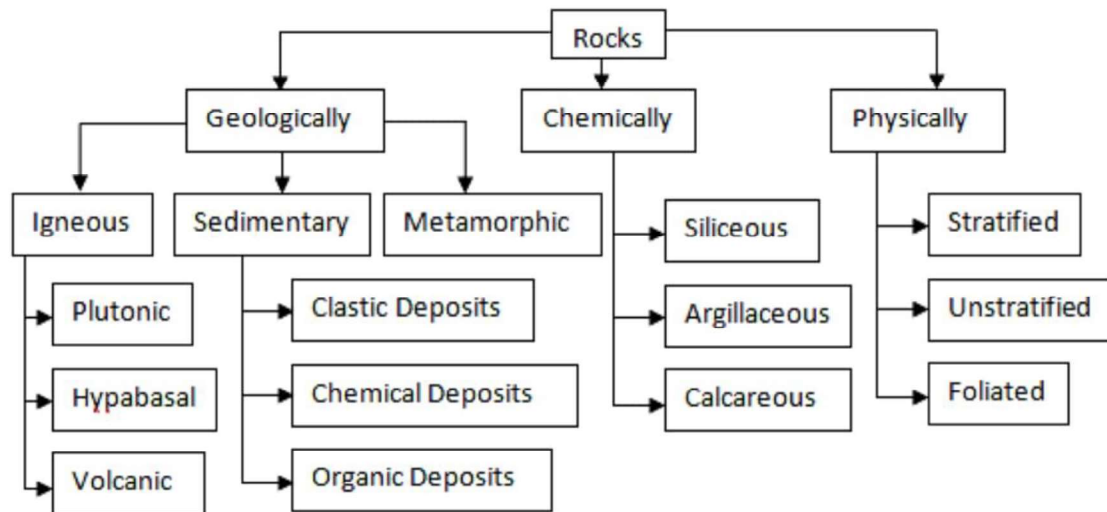 Rocks
Geologically
Chemically
Physically
Igneous
Sedimentary
Metamorphic
Plutonic
Hypabasal
Volcanic
Clastic Deposits
Chemical Deposits
Organic Deposits
Siliceous
Argillaceous
Calcareous
Stratified
Unstratified
Foliated